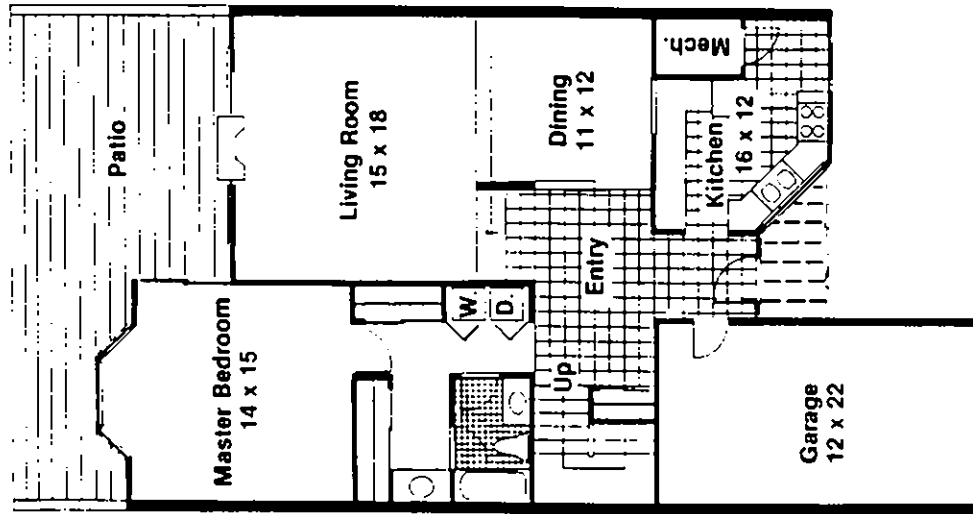 Patio
Master Bedroom
14 x 15
Living Room
15 x 18
Dining
11 x 12
Mech.
Kitchen
16 x 12
W.
D.
Entry
Up
Garage
12 x 22